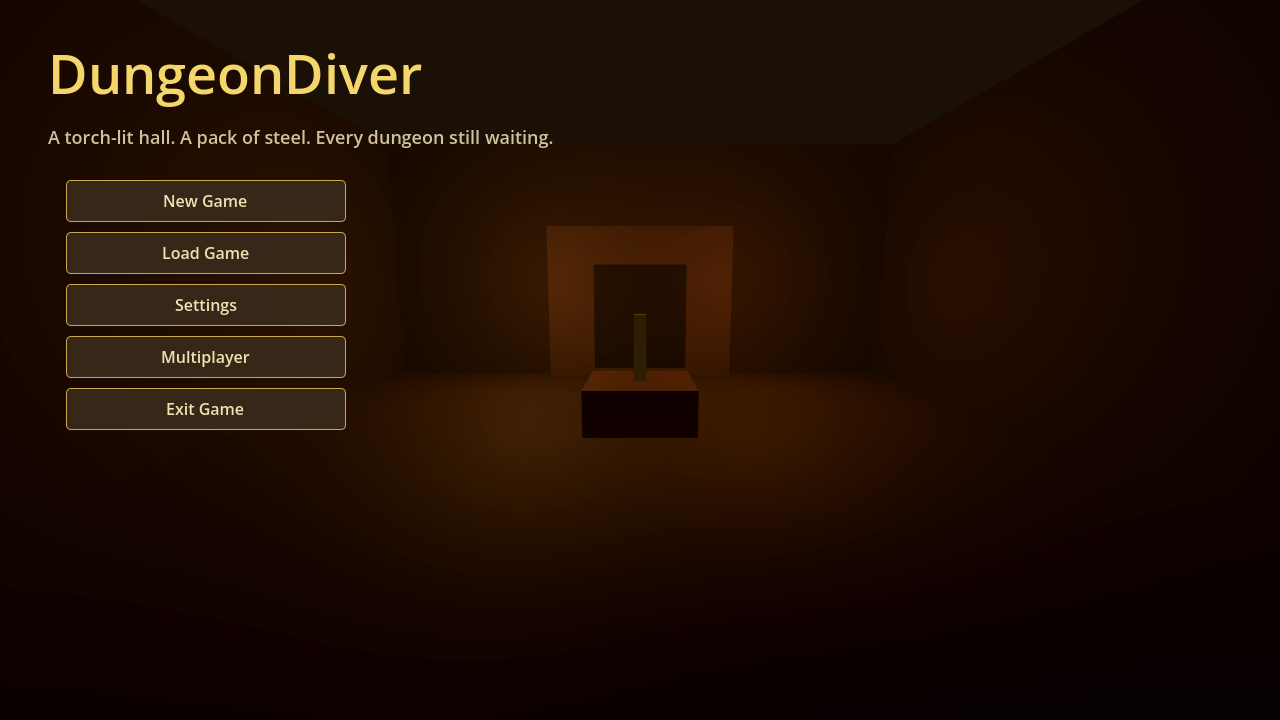 DungeonDiver
A torch-lit hall. A pack of steel. Every dungeon still waiting.
New Game
Load Game
Settings
Multiplayer
Exit Game